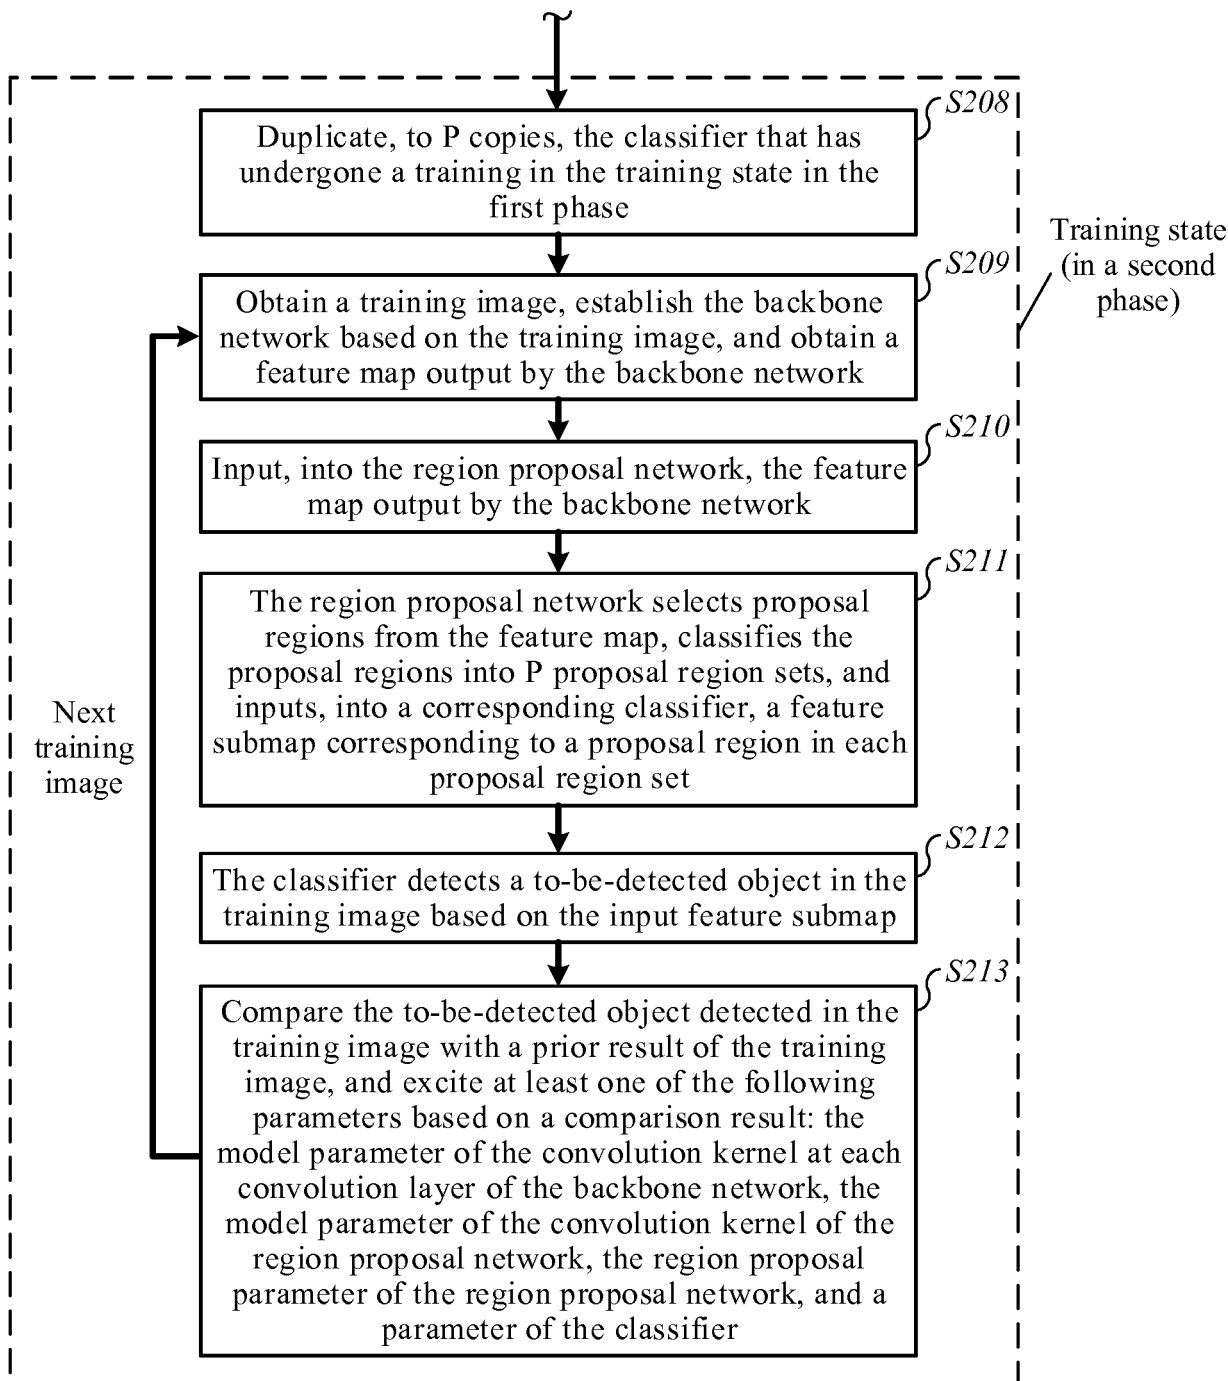 S208
Duplicate, to P copies, the classifier that has
undergone a training in the training state in the
first phase
Training state
(in a second
phase)
S209
Obtain a training image, establish the backbone
network based on the training image, and obtain a
feature map output by the backbone network
S210
Input, into the region proposal network, the feature
map output by the backbone network
S211
The region proposal network selects proposal
regions from the feature map, classifies the
proposal regions into P proposal region sets, and
inputs, into a corresponding classifier, a feature
submap corresponding to a proposal region in each
proposal region set
Next
training
image
S212
The classifier detects a to-be-detected object in the
training image based on the input feature submap
S213
Compare the to-be-detected object detected in the
training image with a prior result of the training
image, and excite at least one of the following
parameters based on a comparison result: the
model parameter of the convolution kernel at each
convolution layer of the backbone network, the
model parameter of the convolution kernel of the
region proposal network, the region proposal
parameter of the region proposal network, and a
parameter of the classifier